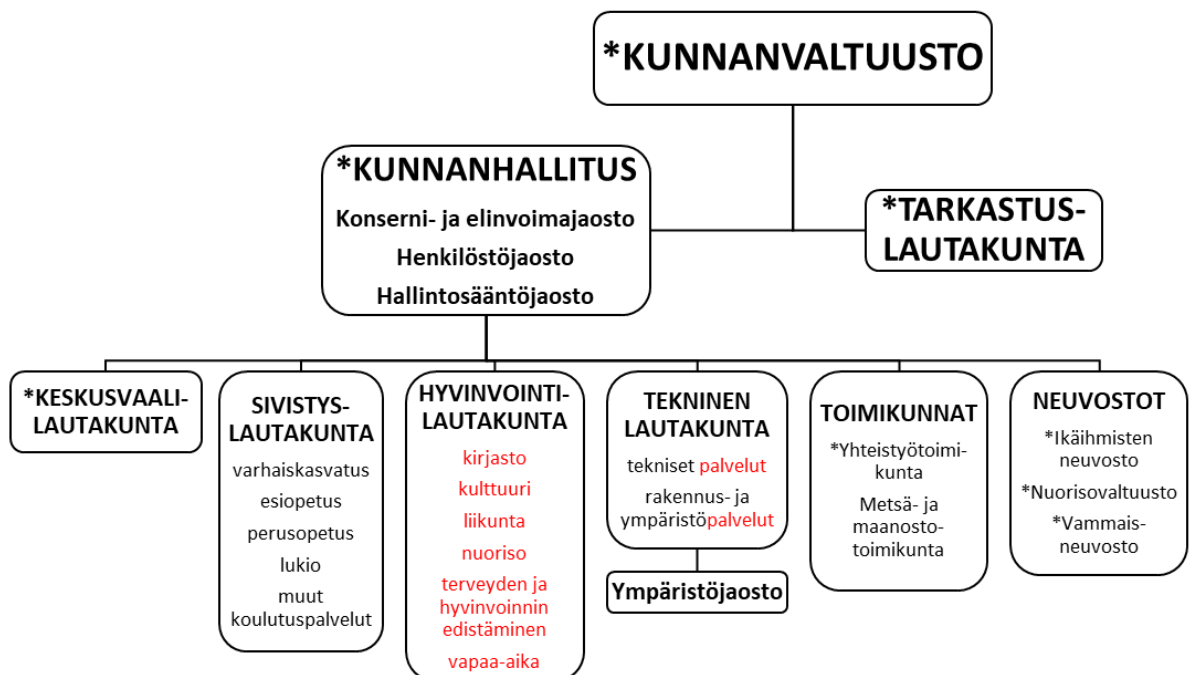 *KUNNANVALTUUSTO
*KUNNANHALLITUS
Konserni- ja elinvoimajaosto
Henkilöstöjaosto
Hallintosääntöjaosto
*TARKASTUS-
LAUTAKUNTA
*KESKUSVAALI-
LAUTAKUNTA
SIVISTYS-
LAUTAKUNTA
varhaiskasvatus
esiopetus
perusopetus
lukio
muut
koulutuspalvelut
HYVINVOINTI-
LAUTAKUNTA
kirjasto
kulttuuri
liikunta
nuoriso
terveyden ja
hyvinvoinnin
edistäminen
vapaa-aika
TEKNINEN
LAUTAKUNTA
tekniset palvelut
rakennus- ja
ympäristöpalvelut
Ympäristöjaosto
TOIMIKUNNAT
*Yhteistyötoimi-
kunta
Metsä- ja
maanosto-
toimikunta
NEUVOSTOT
*Ikäihmisten
neuvosto
*Nuorisovaltuusto
*Vammais-
neuvosto